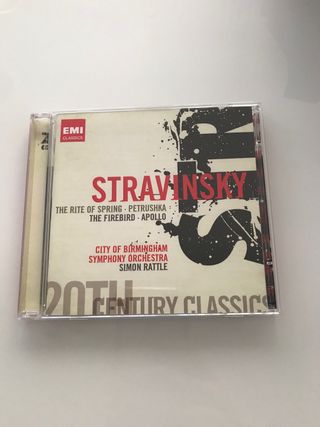 EMI
CLASSICS
STR
STRAVINSKY
THE RITE OF SPRING · PETRUSHKA
THE FIREBIRD · APOLLO
CITY OF BIRMINGHAM
SYMPHONY ORCHESTRA
SIMON RATTLE
20TH CENTURY CLASSICS